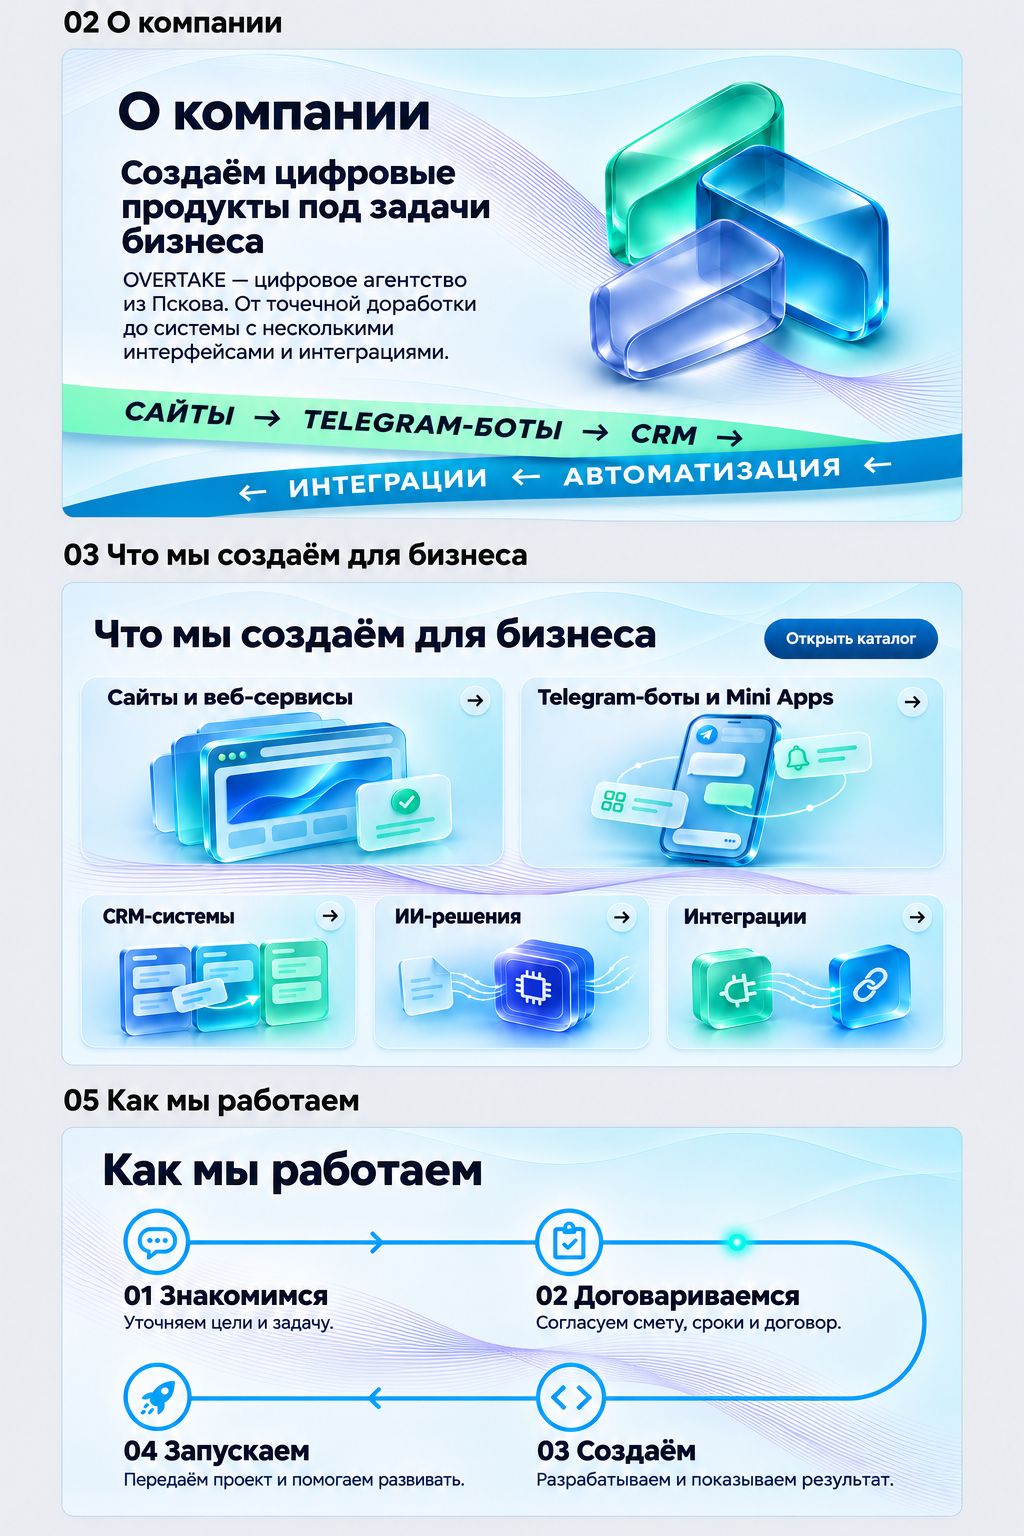 02 О компании
О компании
Создаём цифровые
продукты под задачи
бизнеса
OVERTAKE — цифровое агентство
из Пскова. От точечной доработки
до системы с несколькими
интерфейсами и интеграциями.
САЙТЫ → TELEGRAM-БОТЫ → CRM →
← ИНТЕГРАЦИИ ← АВТОМАТИЗАЦИЯ ←
03 Что мы создаём для бизнеса
Что мы создаём для бизнеса
Открыть каталог
Сайты и веб-сервисы →
Telegram-боты и Mini Apps →
CRM-системы →
ИИ-решения →
Интеграции →
05 Как мы работаем
Как мы работаем
01 Знакомимся
Уточняем цели и задачу.
02 Договариваемся
Согласуем смету, сроки и договор.
04 Запускаем
Передаём проект и помогаем развивать.
03 Создаём
Разрабатываем и показываем результат.